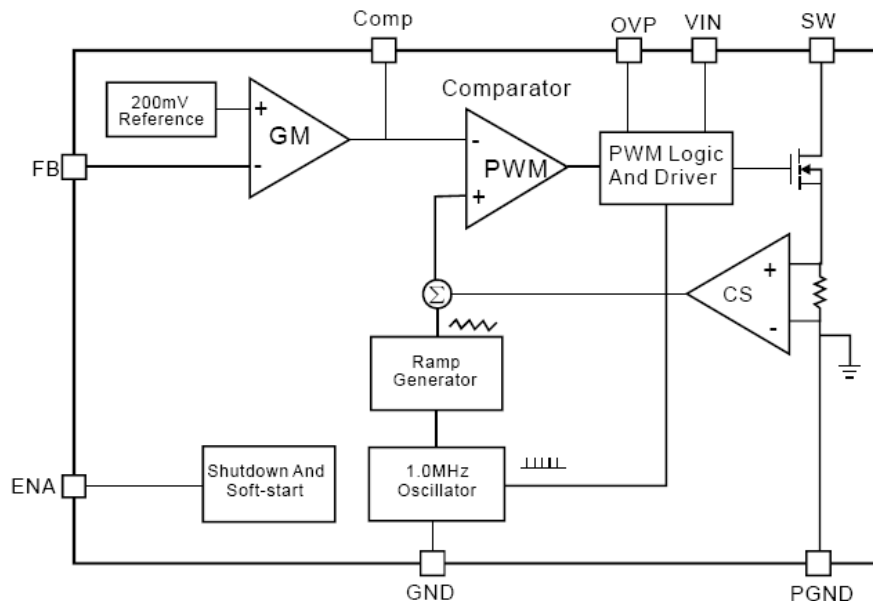 Comp
OVP
VIN
SW
Comparator
200mV
Reference
+
GM
-
-
PWM
+
PWM Logic
And Driver
FB
Σ
+
CS
-
Ramp
Generator
ENA
Shutdown And
Soft-start
1.0MHz
Oscillator
GND
PGND